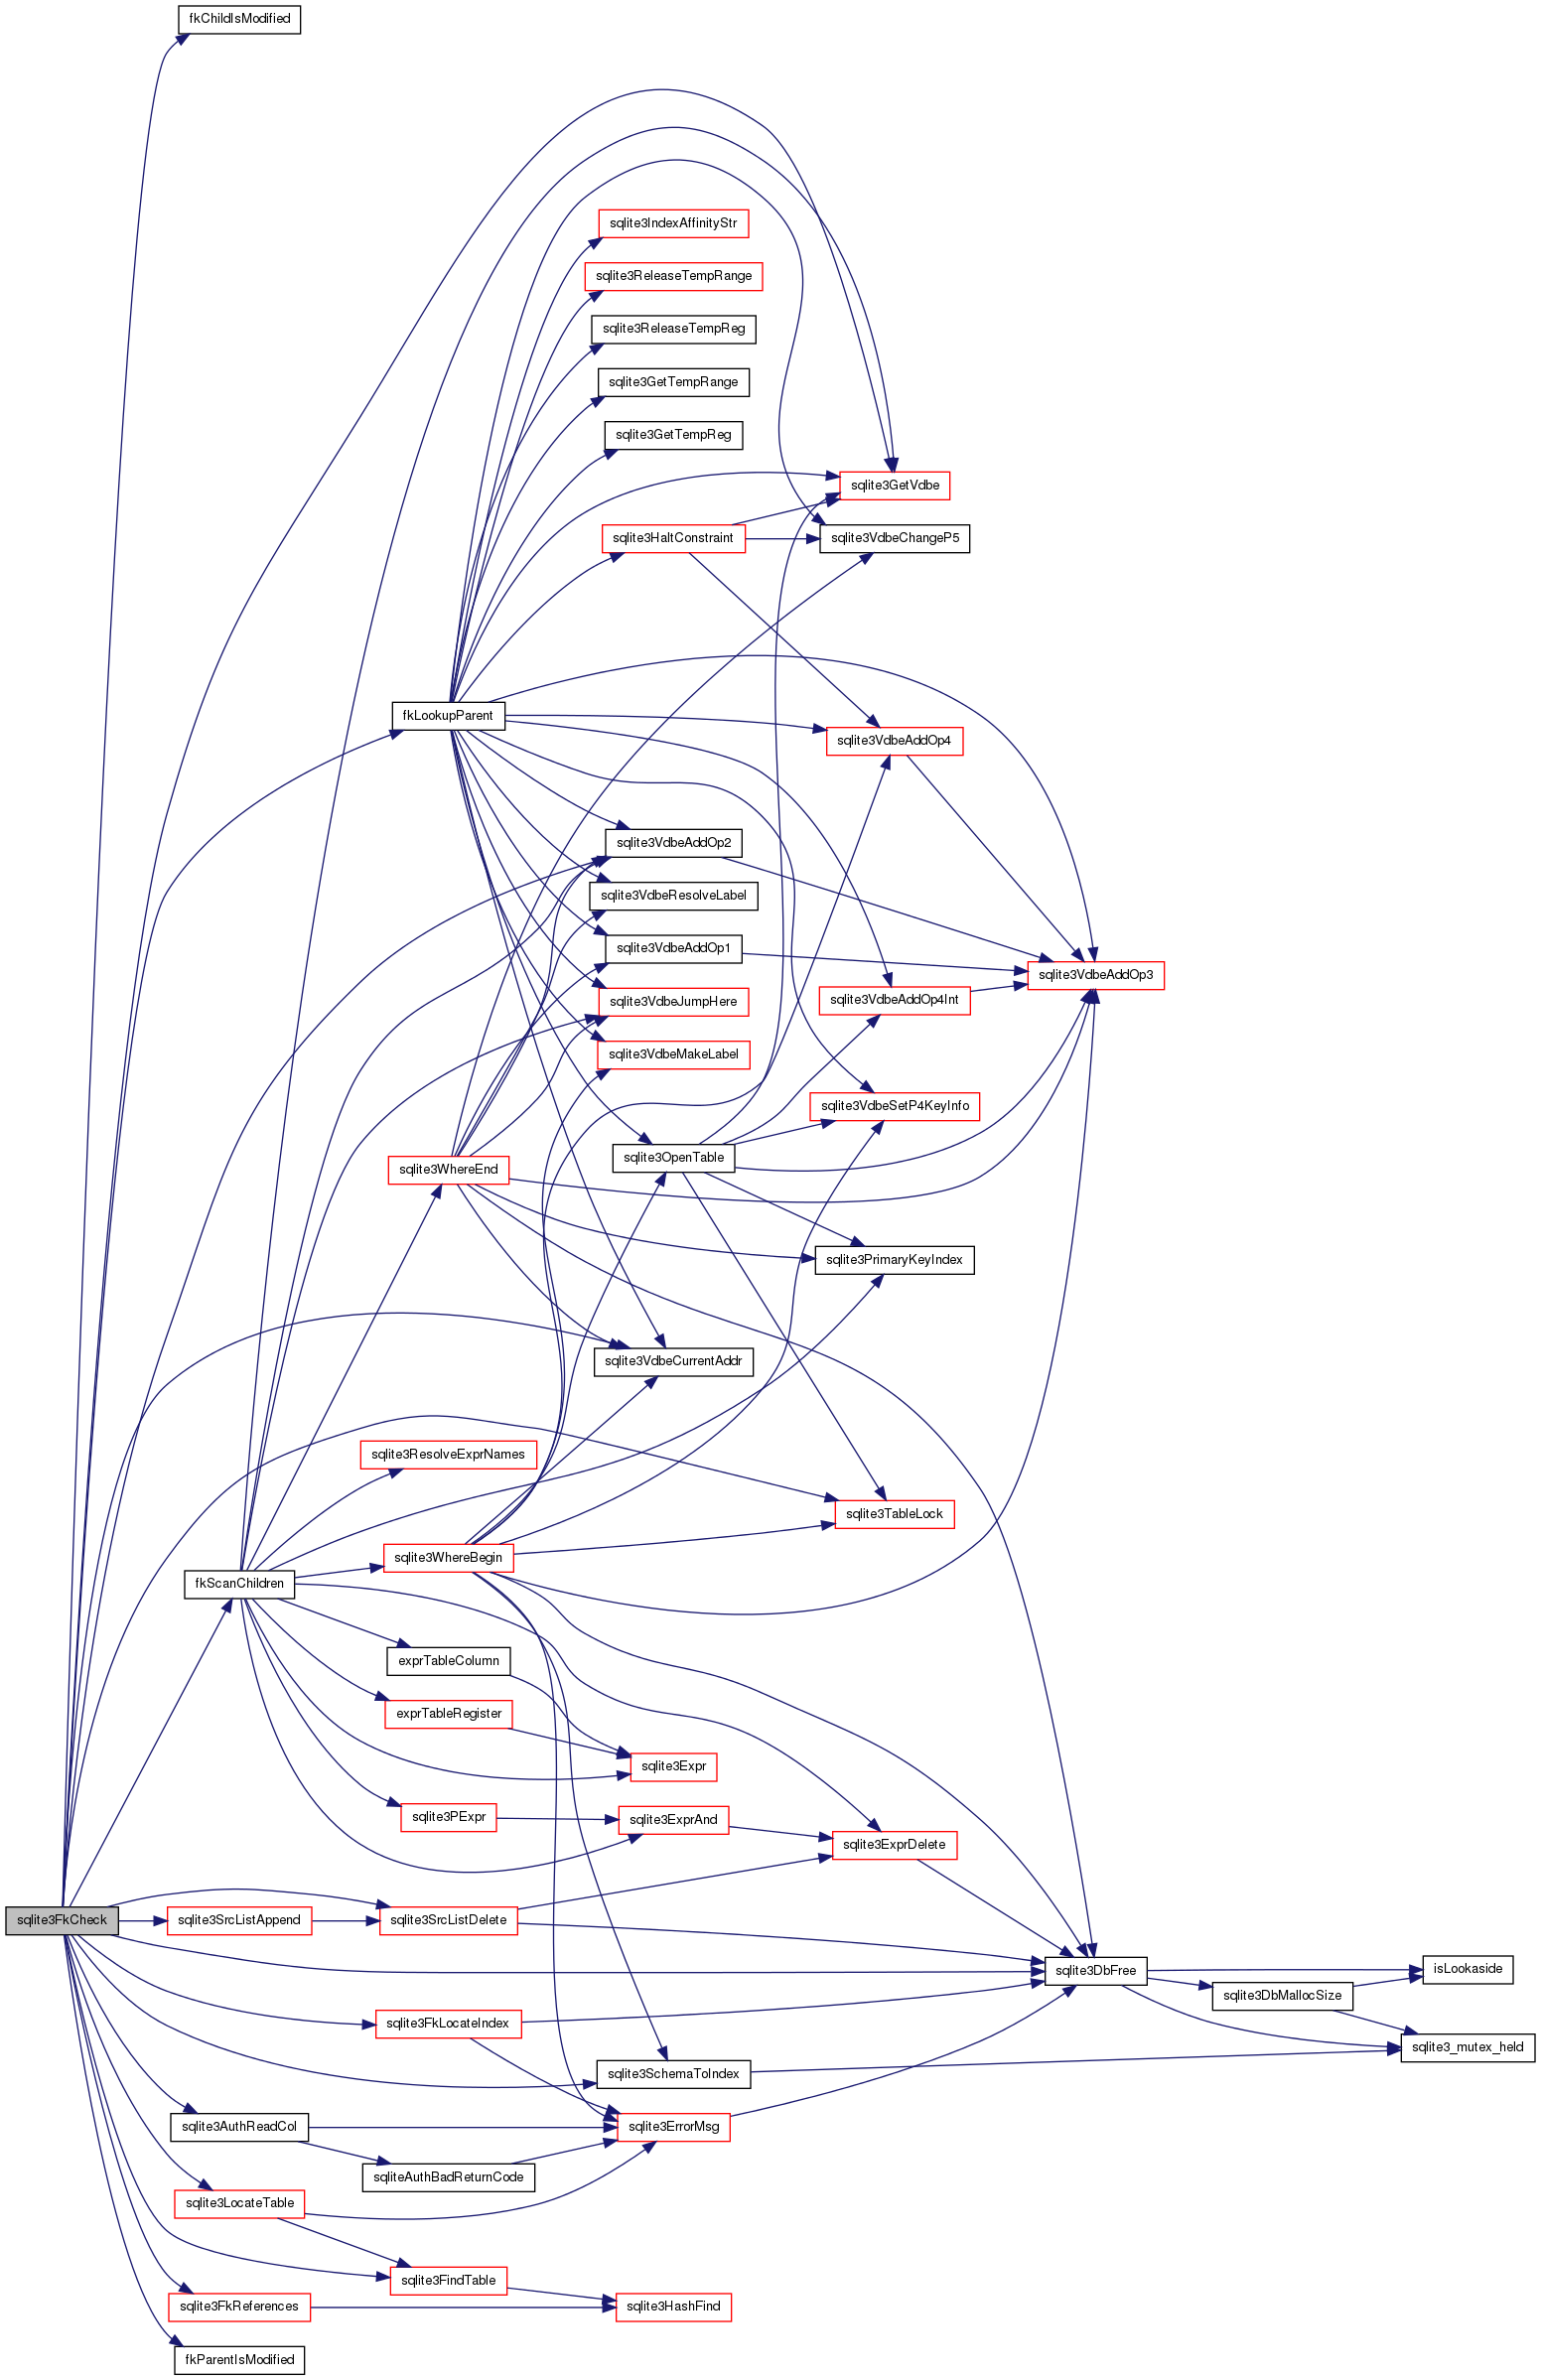 fkChildIsModified
sqlite3IndexAffinityStr
sqlite3ReleaseTempRange
sqlite3ReleaseTempReg
sqlite3GetTempRange
sqlite3GetTempReg
sqlite3GetVdbe
sqlite3HaltConstraint
sqlite3VdbeChangeP5
fkLookupParent
sqlite3VdbeAddOp4
sqlite3VdbeAddOp2
sqlite3VdbeResolveLabel
sqlite3VdbeAddOp1
sqlite3VdbeAddOp3
sqlite3VdbeJumpHere
sqlite3VdbeAddOp4Int
sqlite3VdbeMakeLabel
sqlite3VdbeSetP4KeyInfo
sqlite3OpenTable
sqlite3WhereEnd
sqlite3PrimaryKeyIndex
sqlite3VdbeCurrentAddr
sqlite3ResolveExprNames
sqlite3TableLock
sqlite3WhereBegin
fkScanChildren
exprTableColumn
exprTableRegister
sqlite3Expr
sqlite3PExpr
sqlite3ExprAnd
sqlite3ExprDelete
sqlite3FkCheck
sqlite3SrcListAppend
sqlite3SrcListDelete
sqlite3DbFree
isLookaside
sqlite3DbMallocSize
sqlite3FkLocateIndex
sqlite3_mutex_held
sqlite3SchemaToIndex
sqlite3AuthReadCol
sqlite3ErrorMsg
sqliteAuthBadReturnCode
sqlite3LocateTable
sqlite3FindTable
sqlite3FkReferences
sqlite3HashFind
fkParentIsModified